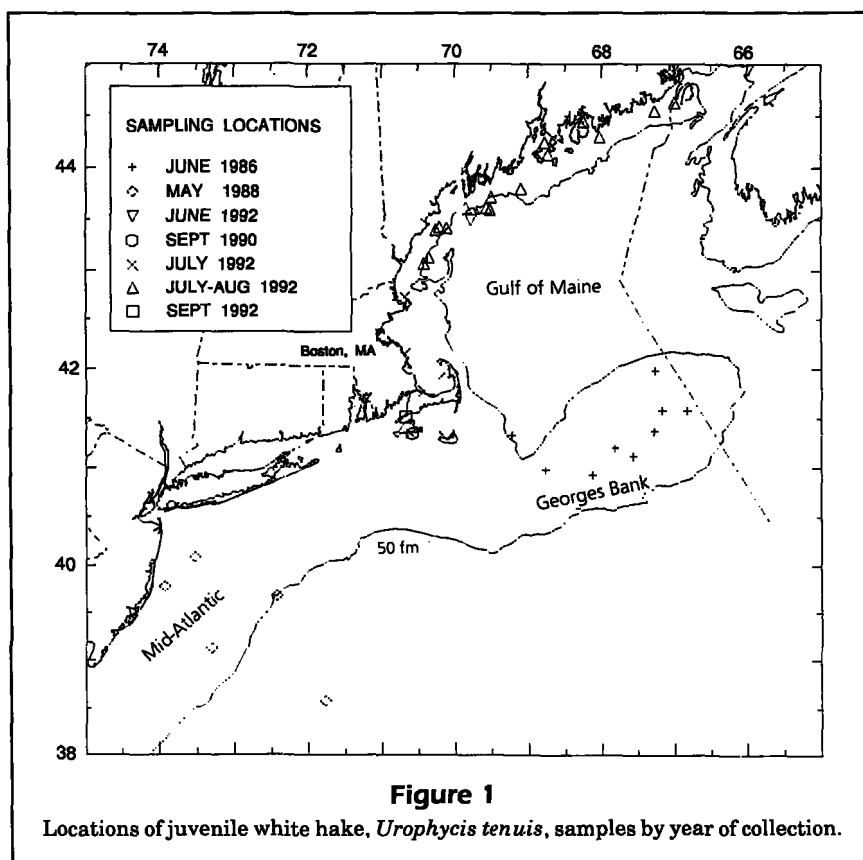 74 70 68 66
SAMPLING LOCATIONS
JUNE 1986
MAY 1988
JUNE 1992
SEPT 1990
JULY 1992
JULY-AUG 1992
SEPT 1992
44
Gulf of Maine
Boston, MA
42
Georges Bank
50 fm
40
Mid-Atlantic
38
Figure 1
Locations of juvenile white hake, Urophycis tenuis, samples by year of collection.